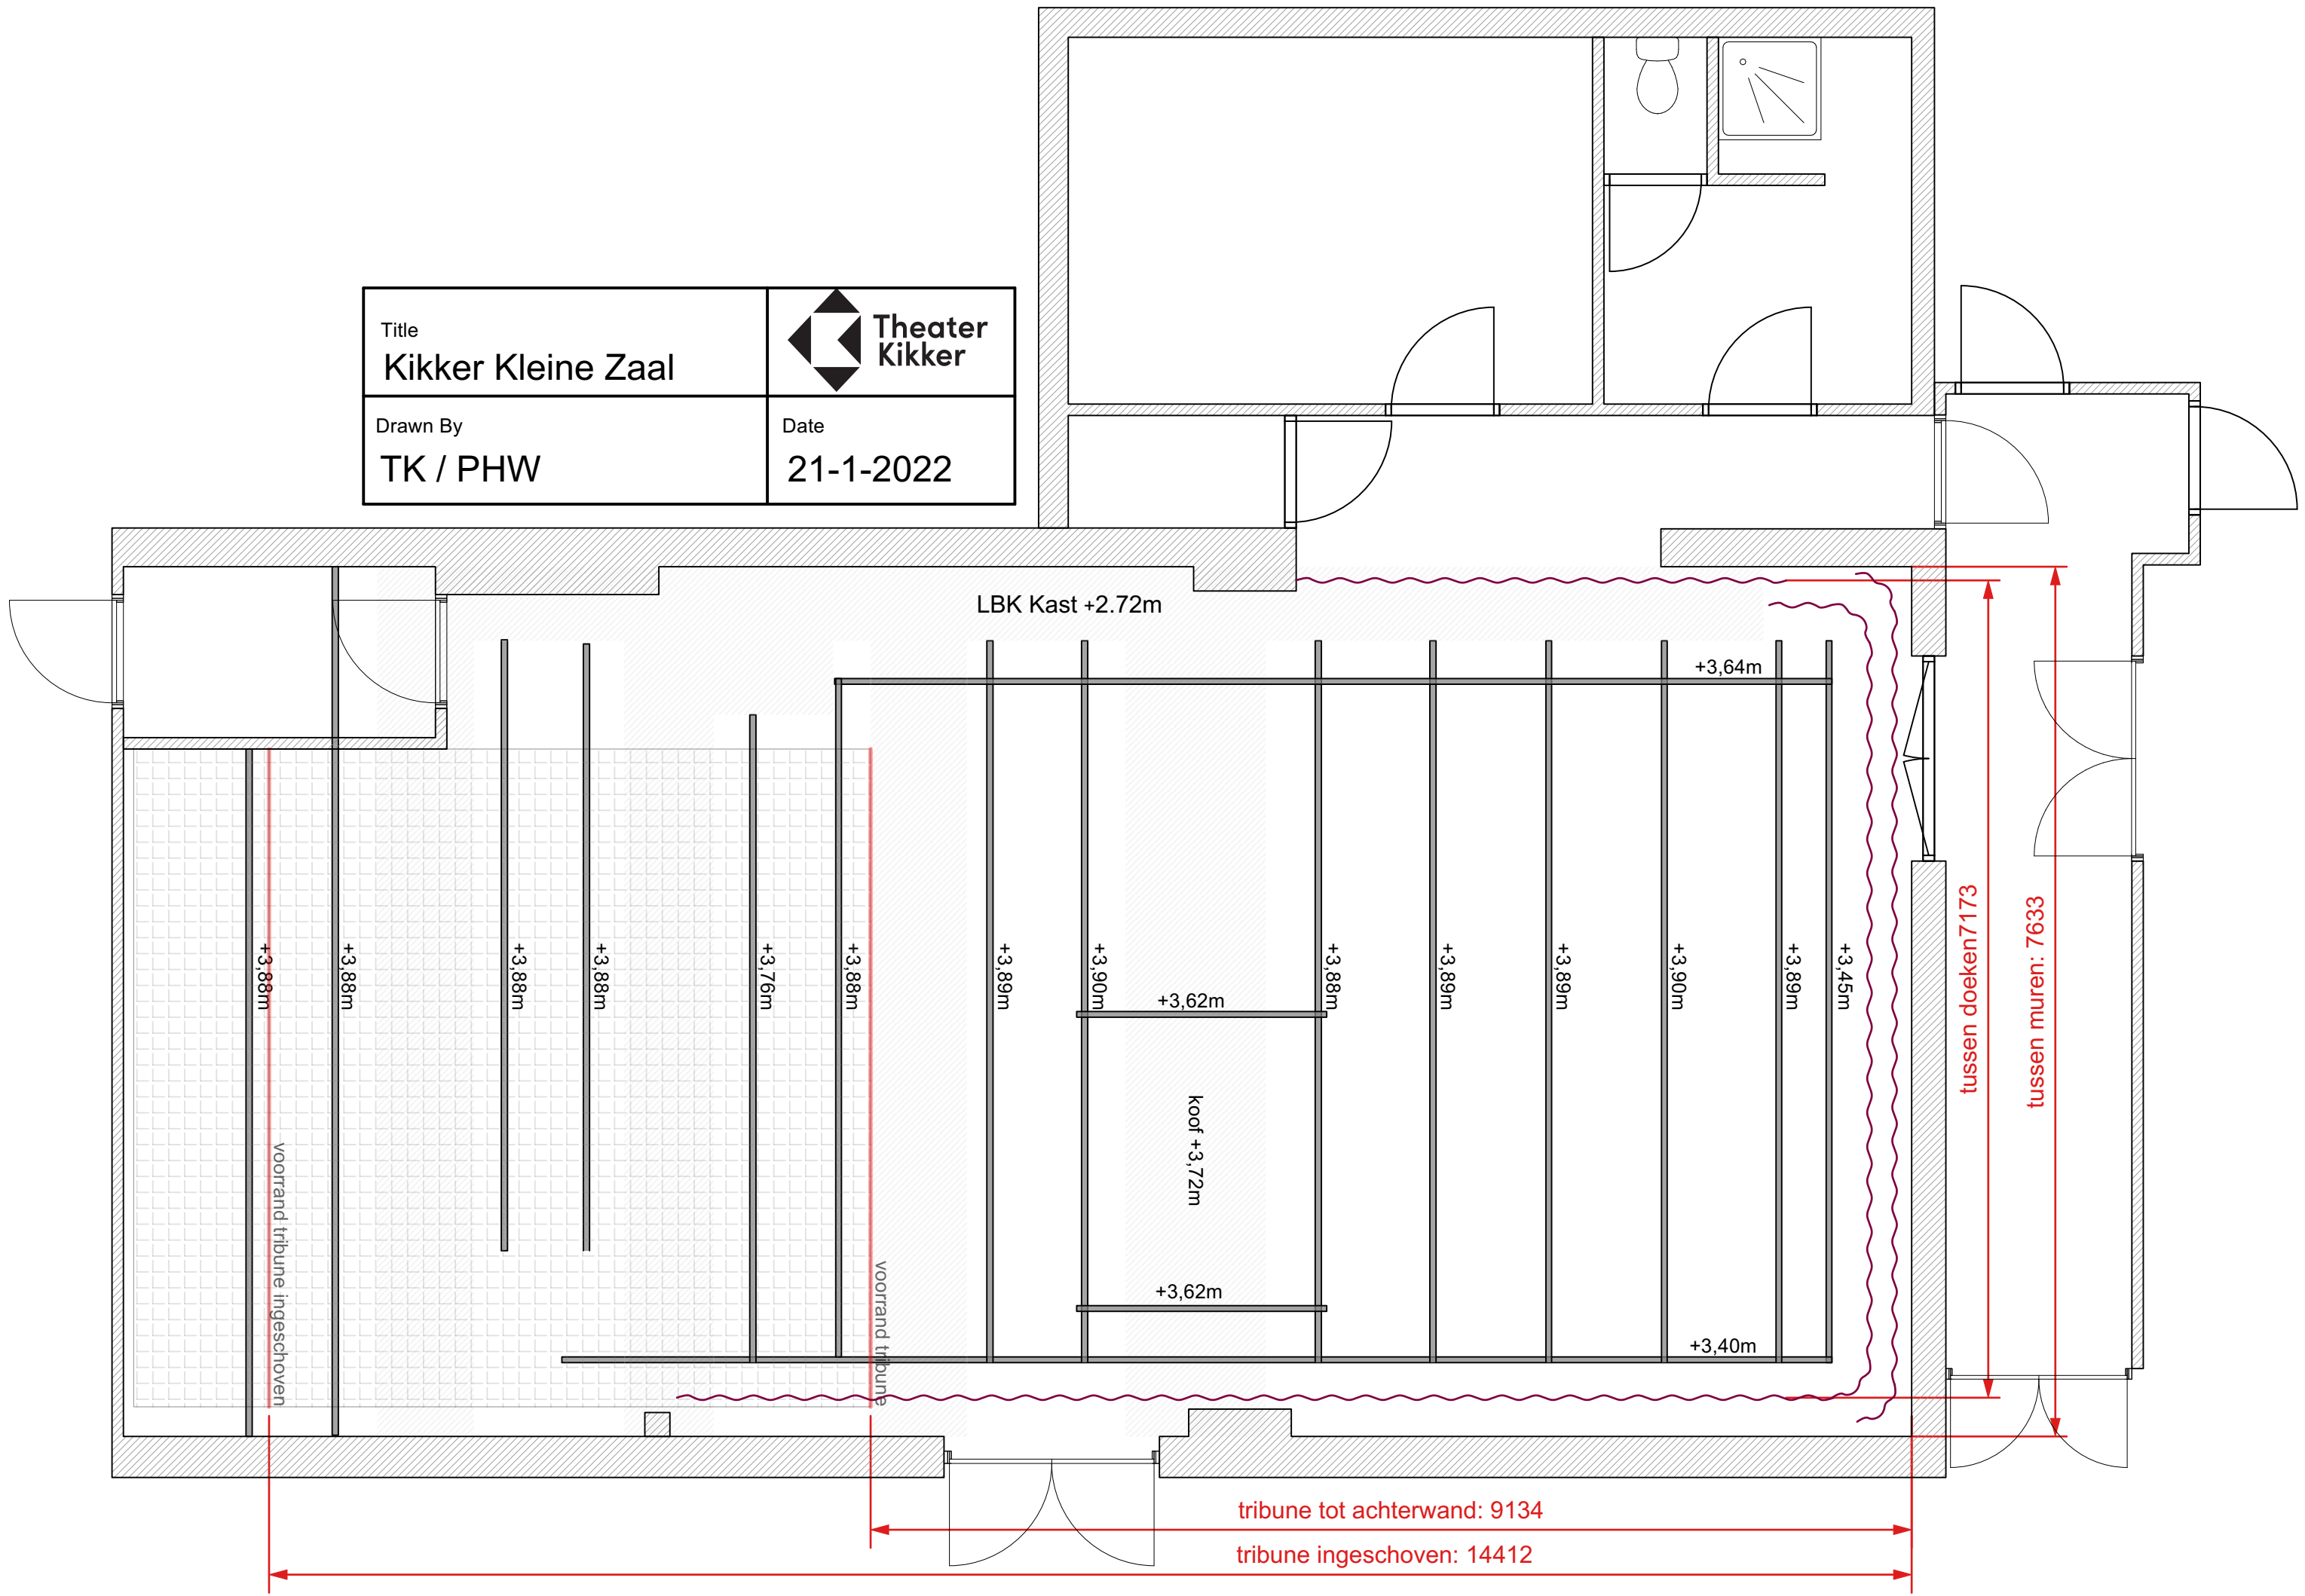 Title
Kikker Kleine Zaal
Theater
Kikker
Drawn By
TK / PHW
Date
21-1-2022
LBK Kast +2.72m
+3,64m
+3,88m
+3,88m
+3,88m
+3,88m
+3,76m
+3,88m
+3,89m
+3,90m
+3,88m
+3,89m
+3,89m
+3,90m
+3,89m
+3,45m
+3,62m
koof +3,72m
+3,62m
+3,40m
voorrand tribune ingeschoven
voorrand tribune
tussen doeken7173
tussen muren: 7633
tribune tot achterwand: 9134
tribune ingeschoven: 14412